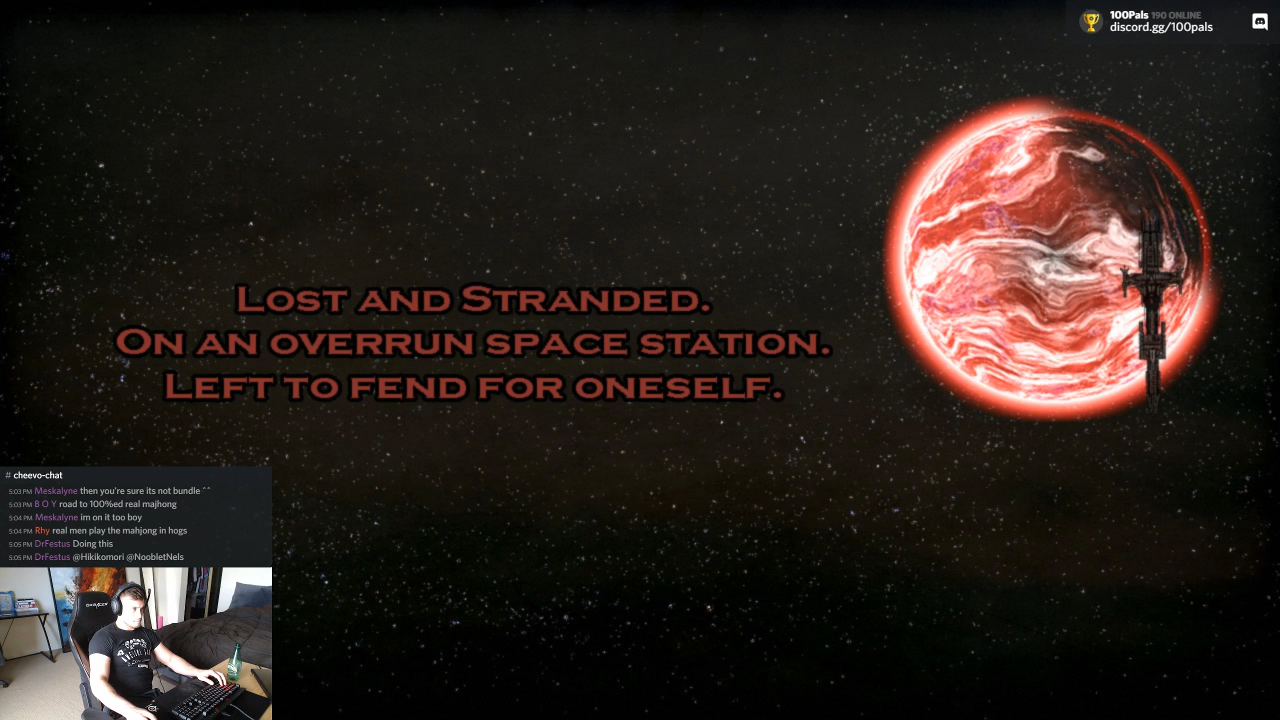 100Pals 190 ONLINE
discord.gg/100pals
LOST AND STRANDED.
ON AN OVERRUN SPACE STATION.
LEFT TO FEND FOR ONESELF.
# cheevo-chat
5:03 PM Meskalyne then you're sure its not bundle ^^
5:03 PM B O Y road to 100%ed real majhong
5:04 PM Meskalyne im on it too boy
5:04 PM Rhy real men play the mahjong in hogs
5:05 PM DrFestus Doing this
5:05 PM DrFestus @Hikikomori @NoobletNels